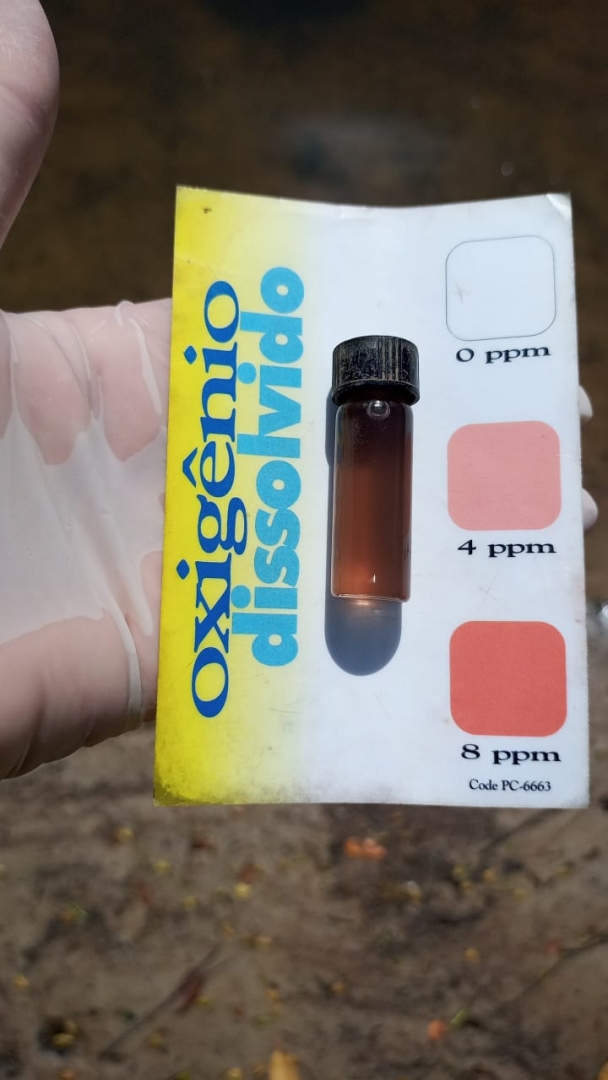 oxigênio
dissolvido
0 ppm
4 ppm
8 ppm
Code PC-6663